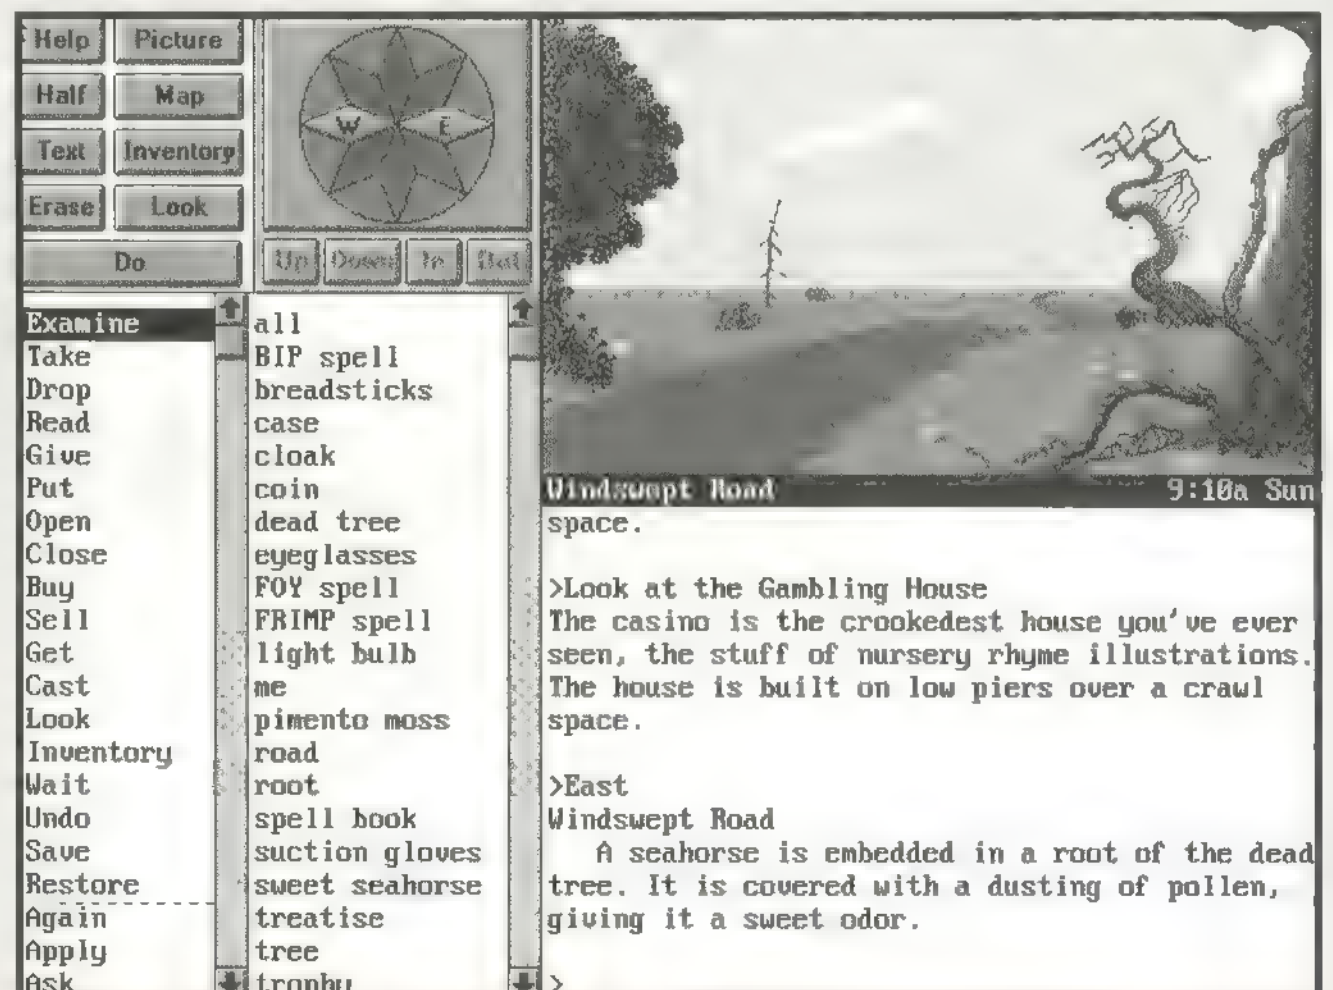 Help
Picture
Half
Map
Text
Inventory
Erase
Look
Do
W
E
Up
Down
In
Out
Examine
Take
Drop
Read
Give
Put
Open
Close
Buy
Sell
Get
Cast
Look
Inventory
Wait
Undo
Save
Restore
Again
Apply
Ask
all
BIP spell
breadsticks
case
cloak
coin
dead tree
eyeglasses
FOY spell
FRIMP spell
light bulb
me
pimento moss
road
root
spell book
suction gloves
sweet seahorse
treatise
tree
trophy
Windswept Road
9:10a Sun
space.
>Look at the Gambling House
The casino is the crookedest house you've ever
seen, the stuff of nursery rhyme illustrations.
The house is built on low piers over a crawl
space.
>East
Windswept Road
A seahorse is embedded in a root of the dead
tree. It is covered with a dusting of pollen,
giving it a sweet odor.
>